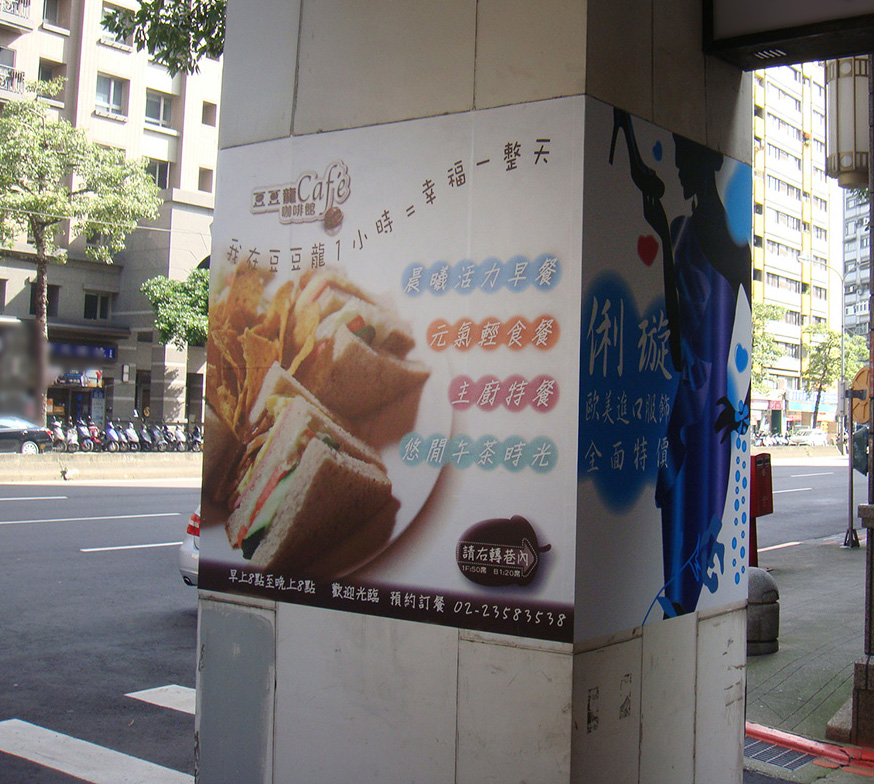 豆豆龍Café
咖啡館
我在豆豆龍1小時=幸福一整天
晨曦活力早餐
元氣輕食餐
主廚特餐
悠閒午茶時光
請右轉巷內
1F:50席 B1:20席
早上8點至晚上8點 歡迎光臨 預約訂餐 02-23583538
俐璇
歐美進口服飾
全面特價